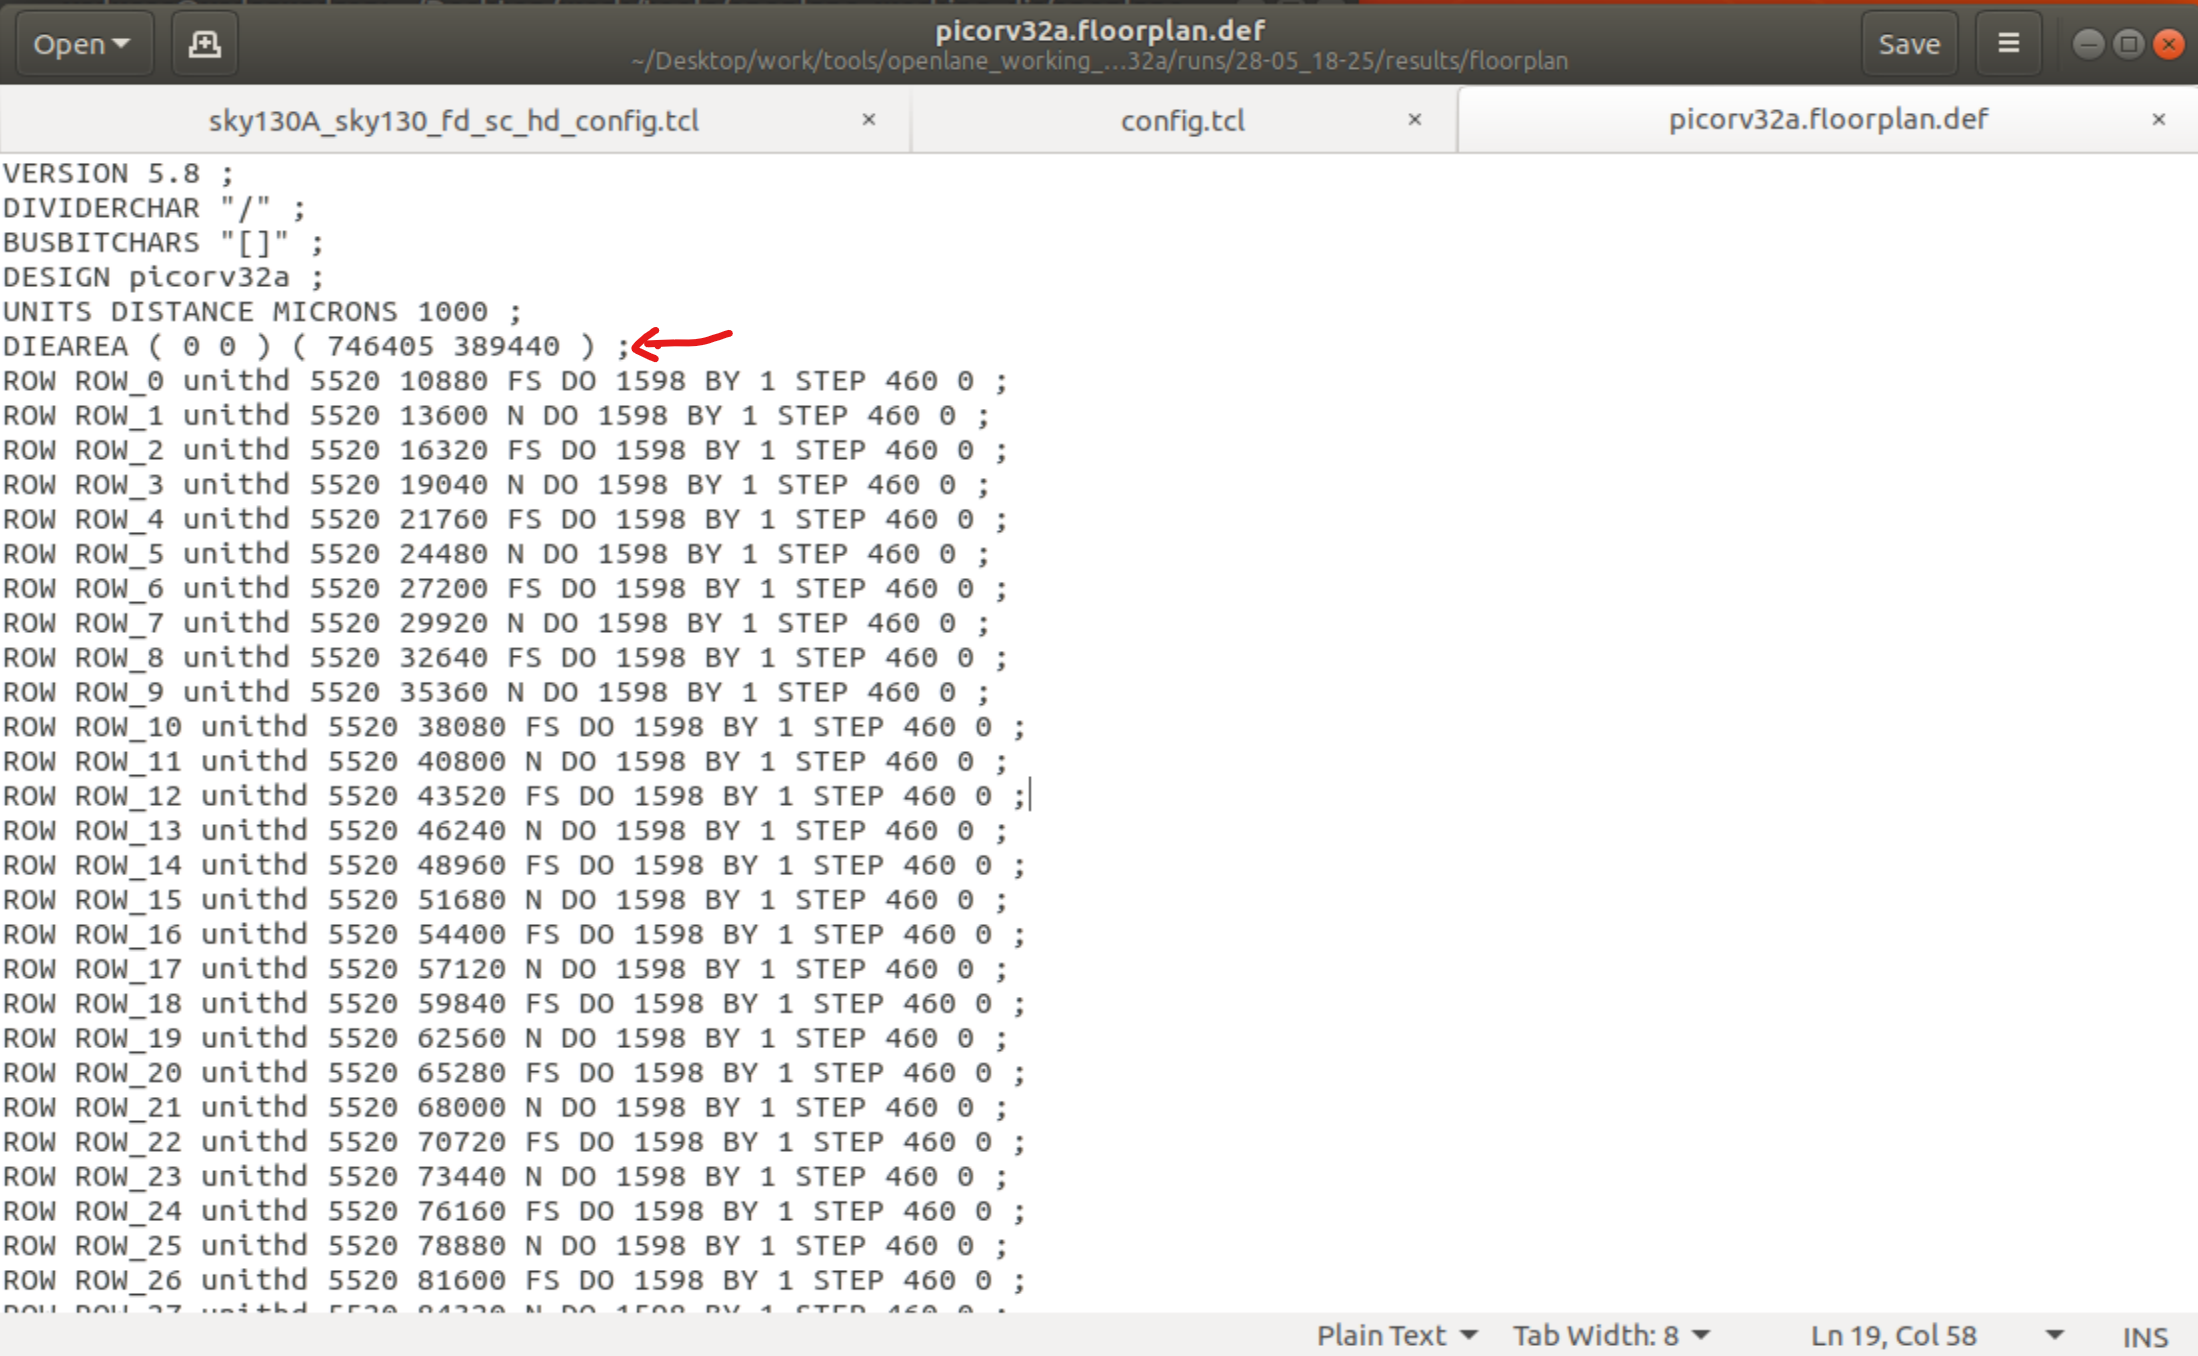 Open
picorv32a.floorplan.def
~/Desktop/work/tools/openlane_working_...32a/runs/28-05_18-25/results/floorplan
Save
sky130A_sky130_fd_sc_hd_config.tcl ×
config.tcl ×
picorv32a.floorplan.def ×
VERSION 5.8 ;
DIVIDERCHAR "/" ;
BUSBITCHARS "[]" ;
DESIGN picorv32a ;
UNITS DISTANCE MICRONS 1000 ;
DIEAREA ( 0 0 ) ( 746405 389440 ) ;
ROW ROW_0 unithd 5520 10880 FS DO 1598 BY 1 STEP 460 0 ;
ROW ROW_1 unithd 5520 13600 N DO 1598 BY 1 STEP 460 0 ;
ROW ROW_2 unithd 5520 16320 FS DO 1598 BY 1 STEP 460 0 ;
ROW ROW_3 unithd 5520 19040 N DO 1598 BY 1 STEP 460 0 ;
ROW ROW_4 unithd 5520 21760 FS DO 1598 BY 1 STEP 460 0 ;
ROW ROW_5 unithd 5520 24480 N DO 1598 BY 1 STEP 460 0 ;
ROW ROW_6 unithd 5520 27200 FS DO 1598 BY 1 STEP 460 0 ;
ROW ROW_7 unithd 5520 29920 N DO 1598 BY 1 STEP 460 0 ;
ROW ROW_8 unithd 5520 32640 FS DO 1598 BY 1 STEP 460 0 ;
ROW ROW_9 unithd 5520 35360 N DO 1598 BY 1 STEP 460 0 ;
ROW ROW_10 unithd 5520 38080 FS DO 1598 BY 1 STEP 460 0 ;
ROW ROW_11 unithd 5520 40800 N DO 1598 BY 1 STEP 460 0 ;
ROW ROW_12 unithd 5520 43520 FS DO 1598 BY 1 STEP 460 0 ;
ROW ROW_13 unithd 5520 46240 N DO 1598 BY 1 STEP 460 0 ;
ROW ROW_14 unithd 5520 48960 FS DO 1598 BY 1 STEP 460 0 ;
ROW ROW_15 unithd 5520 51680 N DO 1598 BY 1 STEP 460 0 ;
ROW ROW_16 unithd 5520 54400 FS DO 1598 BY 1 STEP 460 0 ;
ROW ROW_17 unithd 5520 57120 N DO 1598 BY 1 STEP 460 0 ;
ROW ROW_18 unithd 5520 59840 FS DO 1598 BY 1 STEP 460 0 ;
ROW ROW_19 unithd 5520 62560 N DO 1598 BY 1 STEP 460 0 ;
ROW ROW_20 unithd 5520 65280 FS DO 1598 BY 1 STEP 460 0 ;
ROW ROW_21 unithd 5520 68000 N DO 1598 BY 1 STEP 460 0 ;
ROW ROW_22 unithd 5520 70720 FS DO 1598 BY 1 STEP 460 0 ;
ROW ROW_23 unithd 5520 73440 N DO 1598 BY 1 STEP 460 0 ;
ROW ROW_24 unithd 5520 76160 FS DO 1598 BY 1 STEP 460 0 ;
ROW ROW_25 unithd 5520 78880 N DO 1598 BY 1 STEP 460 0 ;
ROW ROW_26 unithd 5520 81600 FS DO 1598 BY 1 STEP 460 0 ;
Plain Text Tab Width: 8 Ln 19, Col 58 INS